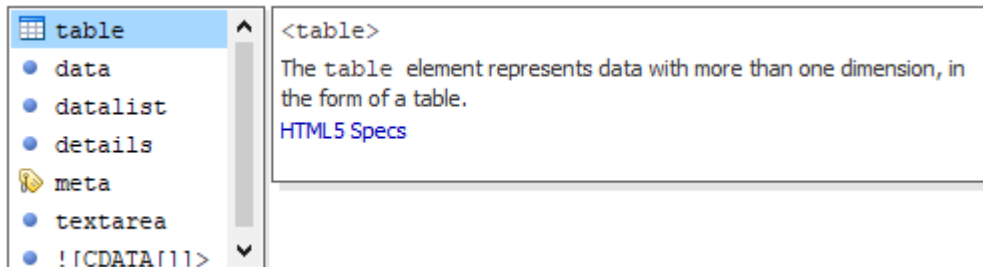 table
data
datalist
details
meta
textarea
![CDATA[]]>
<table>
The table element represents data with more than one dimension, in
the form of a table.
HTML5 Specs